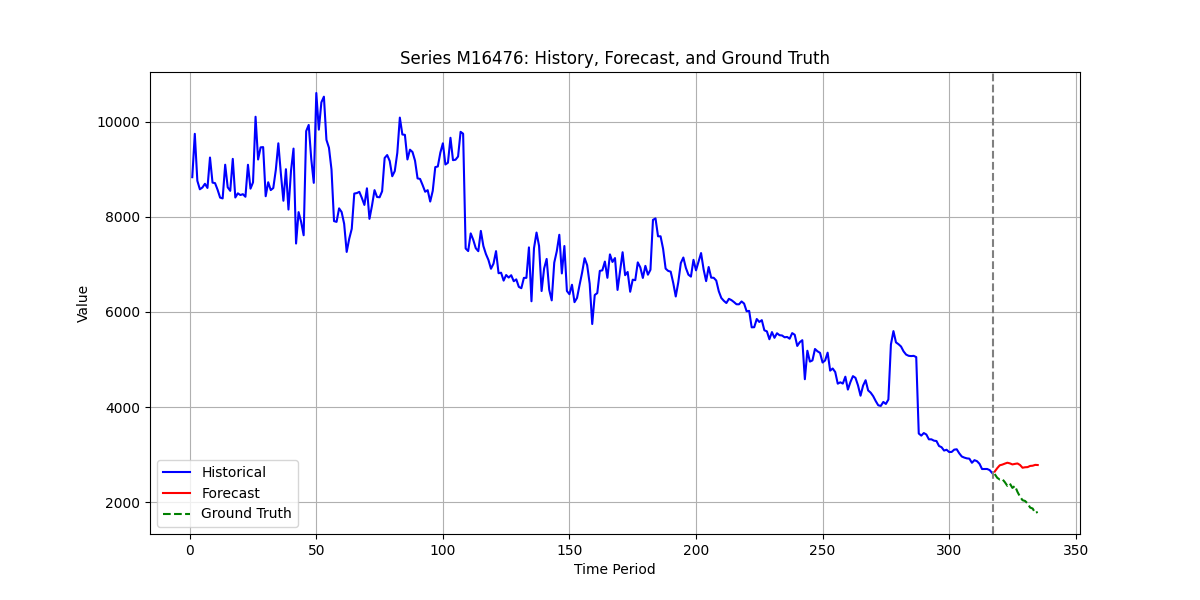 Series M16476: History, Forecast, and Ground Truth
Value
10000
8000
6000
4000
2000
Historical
Forecast
Ground Truth
0 50 100 150 200 250 300 350
Time Period